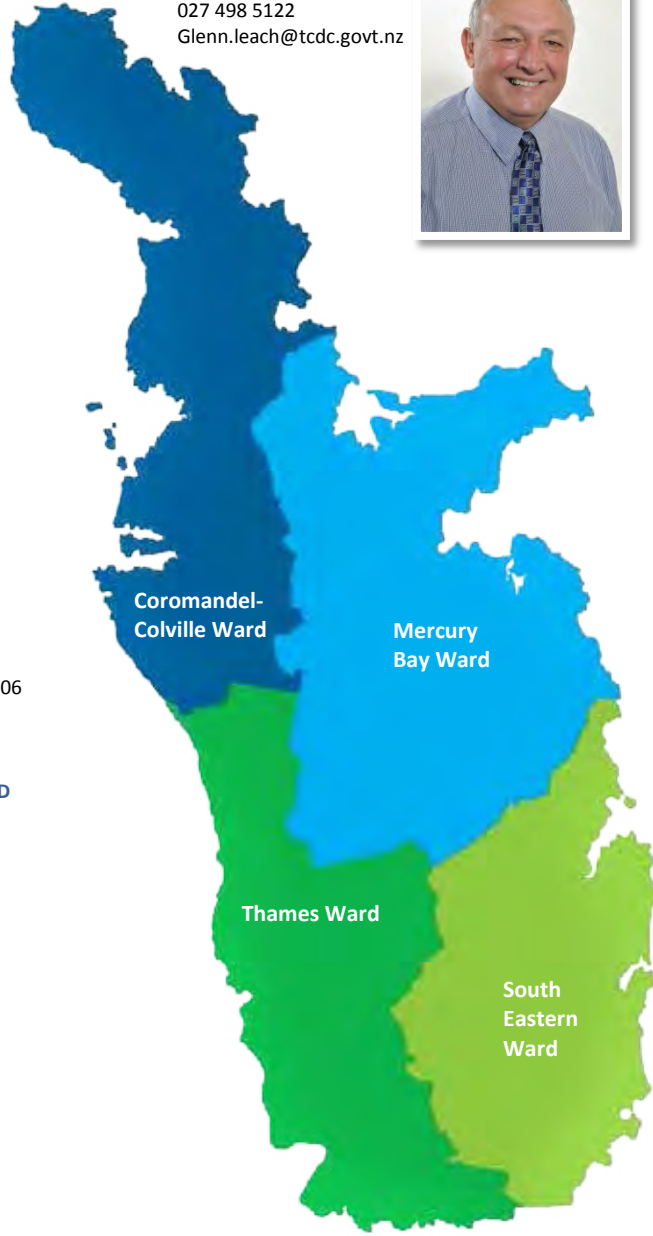 027 498 5122
Glenn.leach@tcdc.govt.nz
Coromandel-
Colville Ward
Mercury
Bay Ward
06
D
Thames Ward
South
Eastern
Ward